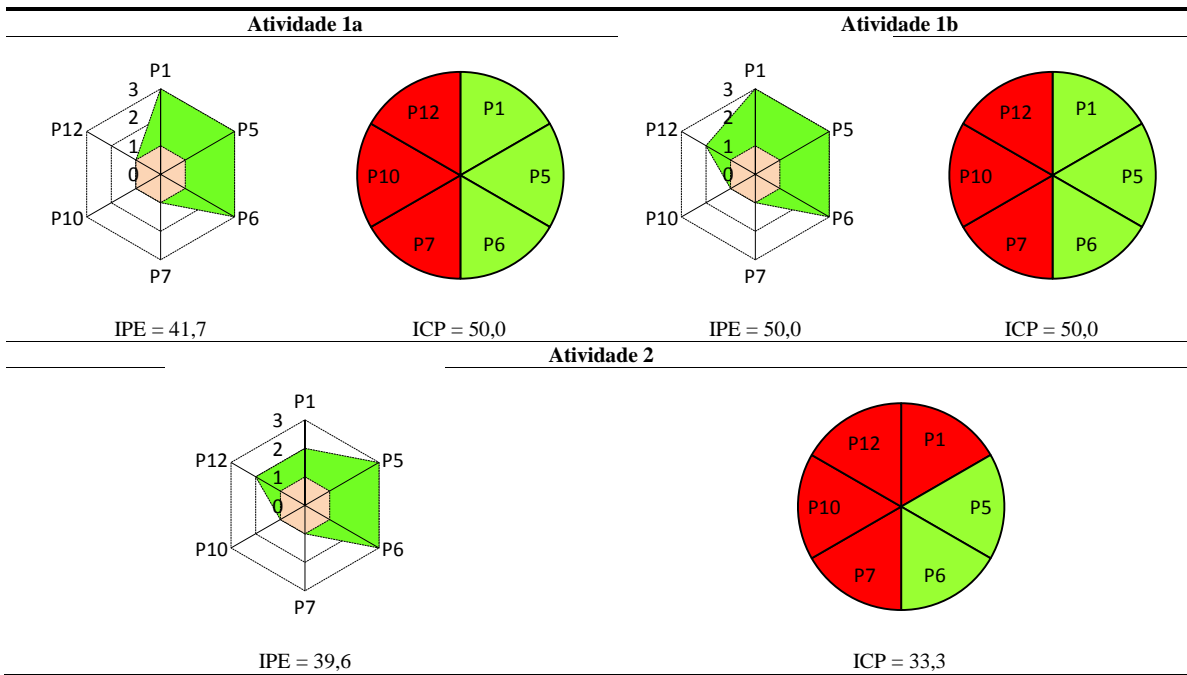 Atividade 1a
Atividade 1b
P1
3
2
1
0
P5
P6
P7
P10
P12
P12
P1
P10
P5
P7
P6
P1
3
2
1
0
P5
P6
P7
P10
P12
P12
P1
P10
P5
P7
P6
IPE = 41,7
ICP = 50,0
IPE = 50,0
ICP = 50,0
Atividade 2
P1
3
2
1
0
P5
P6
P7
P10
P12
P12
P1
P10
P5
P7
P6
IPE = 39,6
ICP = 33,3